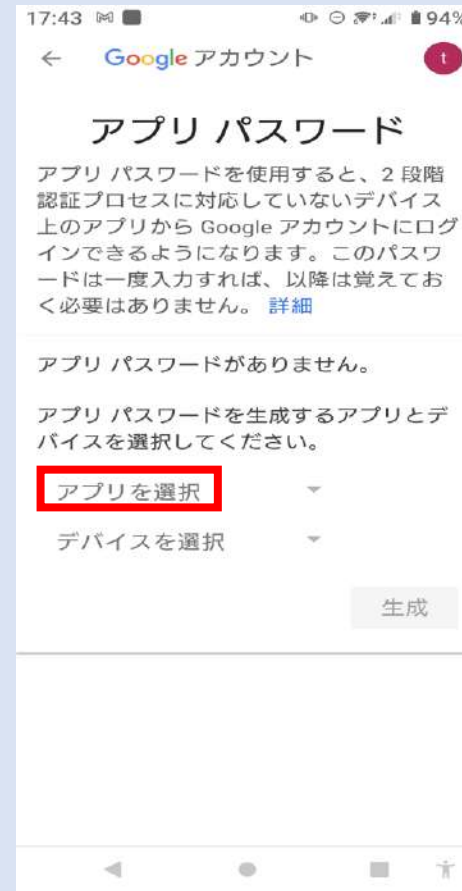 17:43 94%
Google アカウント t
アプリ パスワード
アプリ パスワードを使用すると、2 段階
認証プロセスに対応していないデバイス
上のアプリから Google アカウントにログ
インできるようになります。このパスワ
ードは一度入力すれば、以降は覚えてお
く必要はありません。 詳細
アプリ パスワードがありません。
アプリ パスワードを生成するアプリとデ
バイスを選択してください。
アプリを選択
デバイスを選択
生成